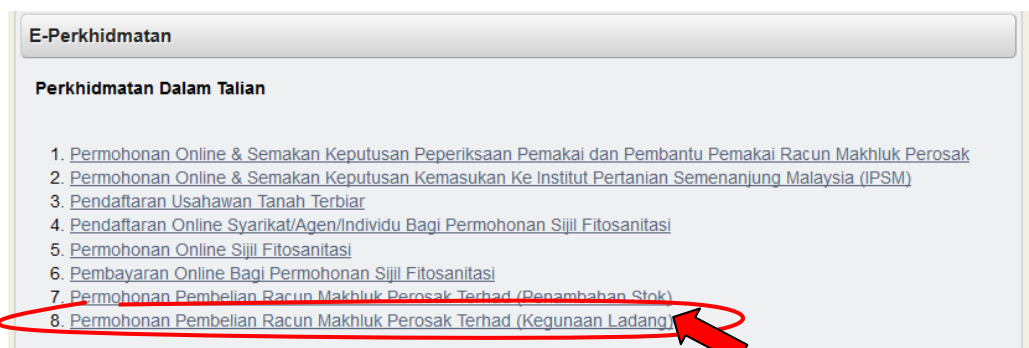 E-Perkhidmatan
Perkhidmatan Dalam Talian
1. Permohonan Online & Semakan Keputusan Peperiksaan Pemakai dan Pembantu Pemakai Racun Makhluk Perosak
2. Permohonan Online & Semakan Keputusan Kemasukan Ke Institut Pertanian Semenanjung Malaysia (IPSM)
3. Pendaftaran Usahawan Tanah Terbiar
4. Pendaftaran Online Syarikat/Agen/Individu Bagi Permohonan Sijil Fitosanitasi
5. Permohonan Online Sijil Fitosanitasi
6. Pembayaran Online Bagi Permohonan Sijil Fitosanitasi
7. Permohonan Pembelian Racun Makhluk Perosak Terhad (Penambahan Stok)
8. Permohonan Pembelian Racun Makhluk Perosak Terhad (Kegunaan Ladang)